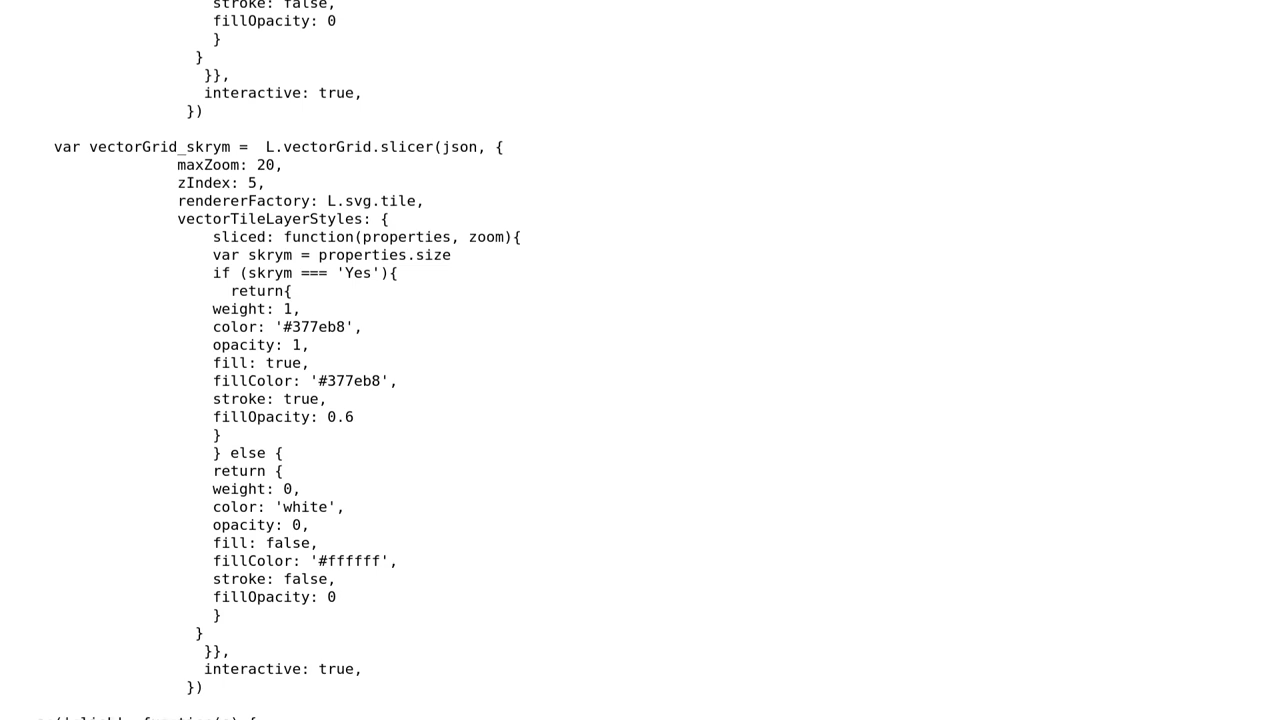 stroke: false,
fillOpacity: 0
}
}
}},
interactive: true,
})
var vectorGrid_skrym =  L.vectorGrid.slicer(json, {
maxZoom: 20,
zIndex: 5,
rendererFactory: L.svg.tile,
vectorTileLayerStyles: {
sliced: function(properties, zoom){
var skrym = properties.size
if (skrym === 'Yes'){
return{
weight: 1,
color: '#377eb8',
opacity: 1,
fill: true,
fillColor: '#377eb8',
stroke: true,
fillOpacity: 0.6
}
} else {
return {
weight: 0,
color: 'white',
opacity: 0,
fill: false,
fillColor: '#ffffff',
stroke: false,
fillOpacity: 0
}
}
}},
interactive: true,
})